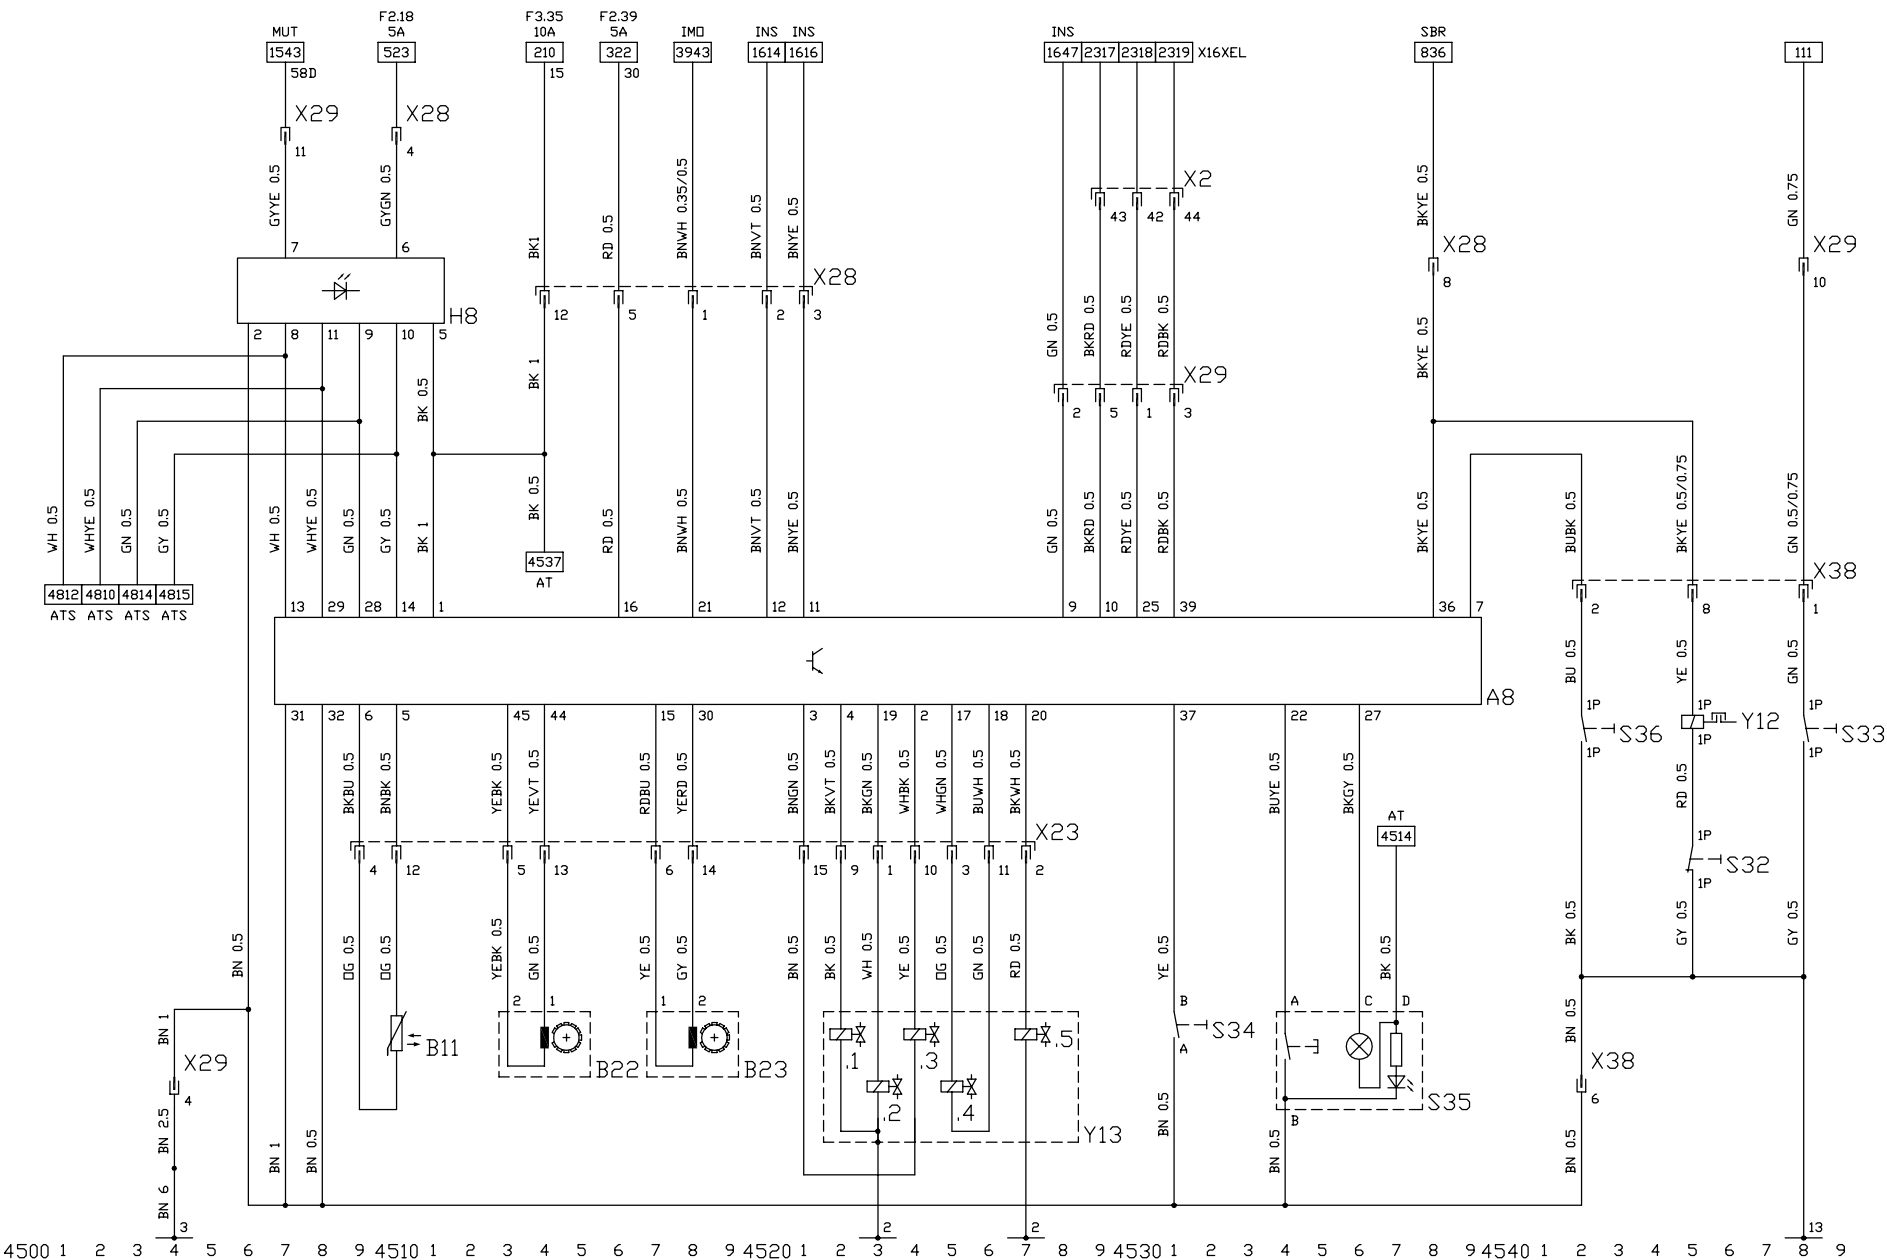 F2.18 F3.35 F2.39
MUT 5A 10A 5A IMO INS INS INS SBR
1543 523 210 322 3943 1614 1616 1647 2317 2318 2319 X16XEL 836 111
58D 15 30
X29 X28
11 4
GYYE 0.5 GYGN 0.5 BK1 RD 0.5 BNWH 0.35/0.5 BNVT 0.5 BNYE 0.5 BKYE 0.5 GN 0.75
X2
43 42 44
7 6 X28 X28 X29
12 5 1 2 3 8 10
H8
2 8 11 9 10 5
BK 0.5 BK 1 GN 0.5 BKRD 0.5 RDYE 0.5 RDBK 0.5 BKYE 0.5
X29
2 5 1 3
WH 0.5 WHYE 0.5 GN 0.5 GY 0.5 WH 0.5 WHYE 0.5 GN 0.5 GY 0.5 BK 1 BK 0.5 RD 0.5 BNWH 0.5 BNVT 0.5 BNYE 0.5 GN 0.5 BKRD 0.5 RDYE 0.5 RDBK 0.5 BKYE 0.5 BUBK 0.5 BKYE 0.5/0.75 GN 0.5/0.75
4537
AT
4812 4810 4814 4815
ATS ATS ATS ATS
X38
2 8 1
13 29 28 14 1 16 21 12 11 9 10 25 39 36 7
BU 0.5 YE 0.5 GN 0.5
A8
31 32 6 5 45 44 15 30 3 4 19 2 17 18 20 37 22 27
1P 1P 1P
S36 Y12 S33
1P 1P 1P
BKBU 0.5 BNBK 0.5 YEBK 0.5 YEVT 0.5 RDBU 0.5 YERD 0.5 BNGN 0.5 BKVT 0.5 BKGN 0.5 WHBK 0.5 WHGN 0.5 BUWH 0.5 BKWH 0.5 BUYE 0.5 BKGY 0.5 RD 0.5
AT
4514
X23
4 12 5 13 6 14 15 9 1 10 3 11 2
1P
S32
1P
BN 0.5 OG 0.5 OG 0.5 YEBK 0.5 GN 0.5 YE 0.5 GY 0.5 BN 0.5 BK 0.5 WH 0.5 YE 0.5 OG 0.5 GN 0.5 RD 0.5 YE 0.5 BK 0.5 BK 0.5 GY 0.5 GY 0.5
2 1 1 2 B A C D
BN 1 BN 0.5
X29 B11 B22 B23 .1 .3 .5 S34 X38
A
4 6
.2 .4 S35
B
Y13
BN 2.5 BN 1 BN 0.5 BN 0.5 BN 0.5 BN 0.5
BN 6
3 2 2 13
4500 1 2 3 4 5 6 7 8 9 4510 1 2 3 4 5 6 7 8 9 4520 1 2 3 4 5 6 7 8 9 4530 1 2 3 4 5 6 7 8 9 4540 1 2 3 4 5 6 7 8 9